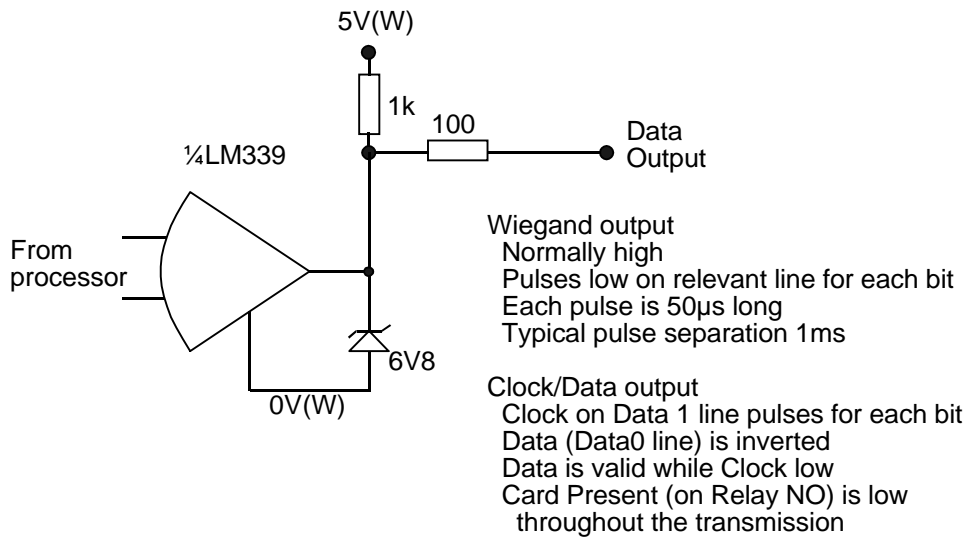 5V(W)
1k
100
Data
Output
¼LM339
From
processor
6V8
0V(W)
Wiegand output
Normally high
Pulses low on relevant line for each bit
Each pulse is 50µs long
Typical pulse separation 1ms
Clock/Data output
Clock on Data 1 line pulses for each bit
Data (Data0 line) is inverted
Data is valid while Clock low
Card Present (on Relay NO) is low
throughout the transmission